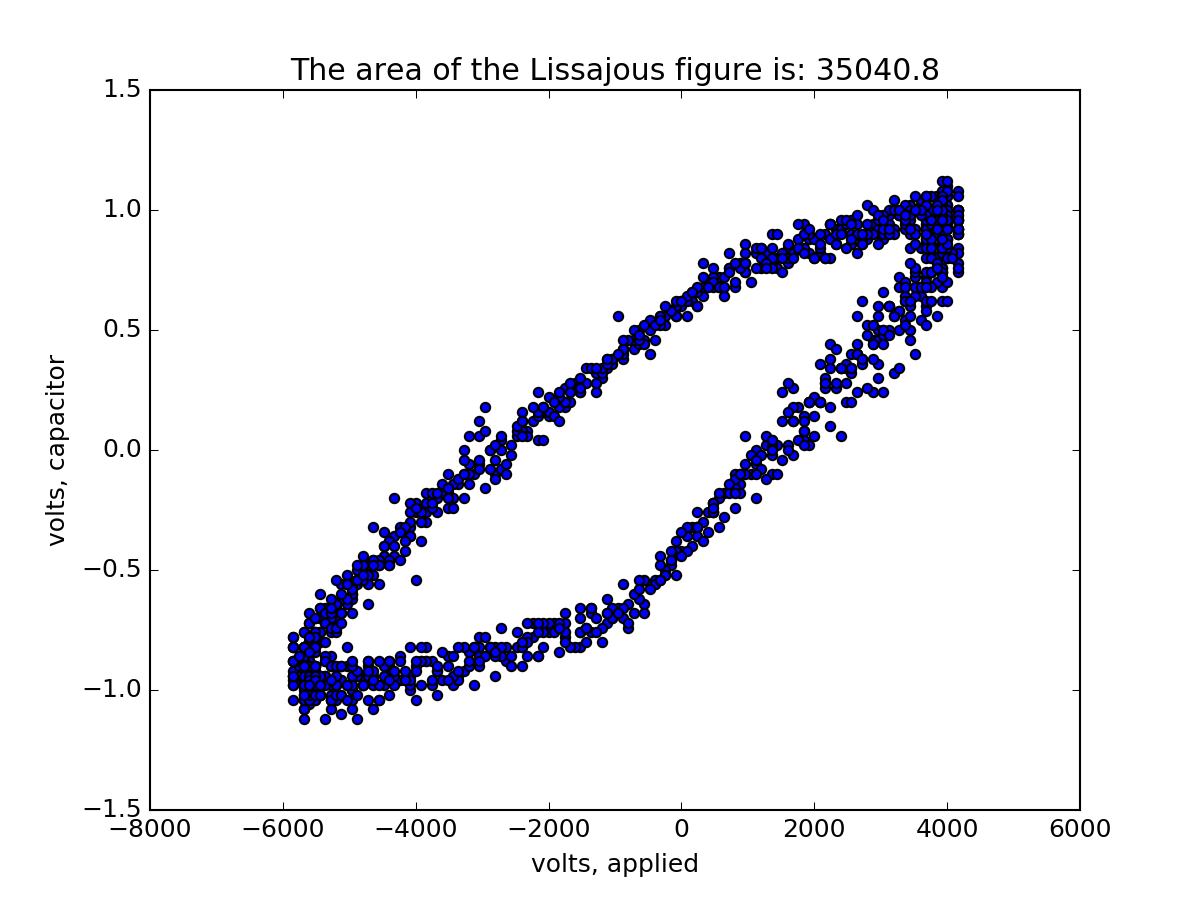 The area of the Lissajous figure is: 35040.8
1.5
1.0
0.5
0.0
−0.5
−1.0
−1.5
−8000 −6000 −4000 −2000 0 2000 4000 6000
volts, capacitor
volts, applied